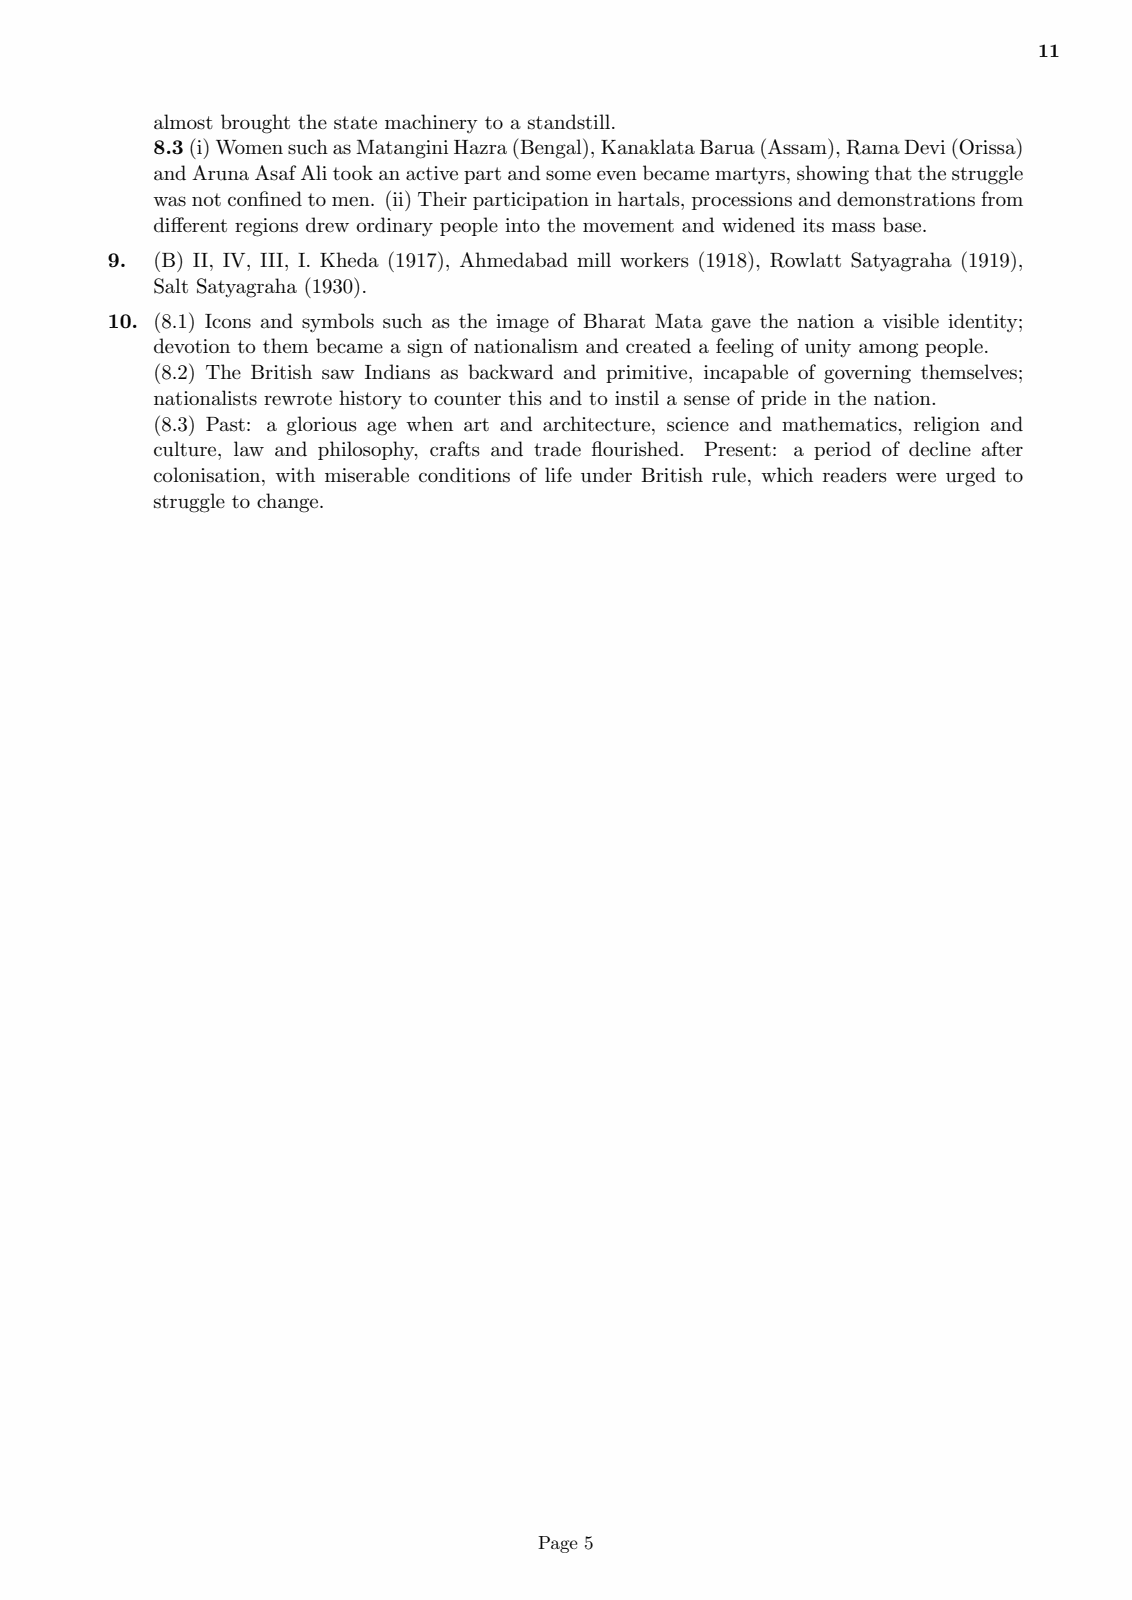 11
almost brought the state machinery to a standstill.
8.3 (i) Women such as Matangini Hazra (Bengal), Kanaklata Barua (Assam), Rama Devi (Orissa)
and Aruna Asaf Ali took an active part and some even became martyrs, showing that the struggle
was not confined to men. (ii) Their participation in hartals, processions and demonstrations from
different regions drew ordinary people into the movement and widened its mass base.
9. (B) II, IV, III, I. Kheda (1917), Ahmedabad mill workers (1918), Rowlatt Satyagraha (1919),
Salt Satyagraha (1930).
10. (8.1) Icons and symbols such as the image of Bharat Mata gave the nation a visible identity;
devotion to them became a sign of nationalism and created a feeling of unity among people.
(8.2) The British saw Indians as backward and primitive, incapable of governing themselves;
nationalists rewrote history to counter this and to instil a sense of pride in the nation.
(8.3) Past: a glorious age when art and architecture, science and mathematics, religion and
culture, law and philosophy, crafts and trade flourished. Present: a period of decline after
colonisation, with miserable conditions of life under British rule, which readers were urged to
struggle to change.
Page 5